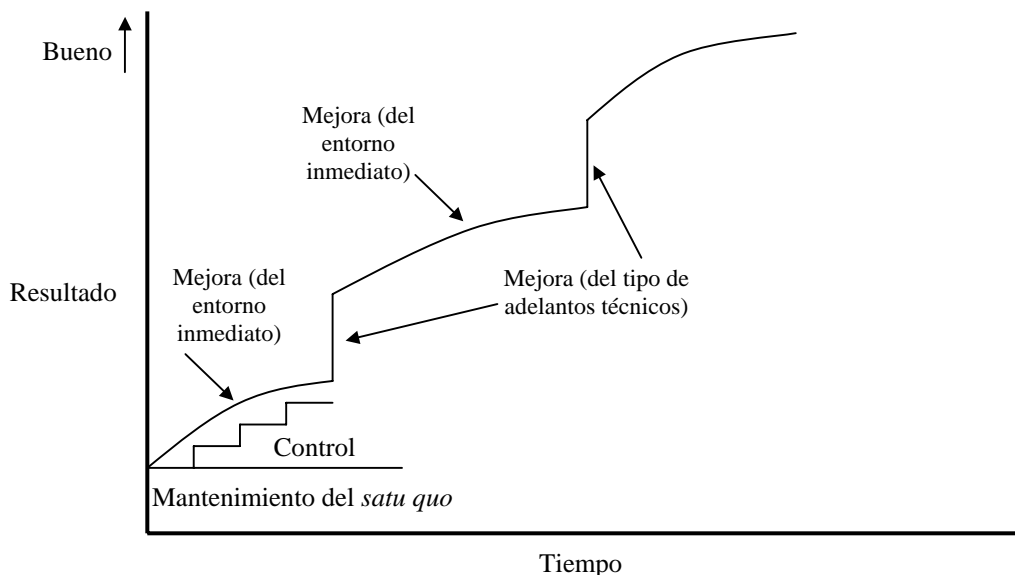 Bueno
Mejora (del
entorno
inmediato)
Mejora (del
entorno
inmediato)
Resultado
Mejora (del tipo de
adelantos técnicos)
Control
Mantenimiento del satu quo
Tiempo